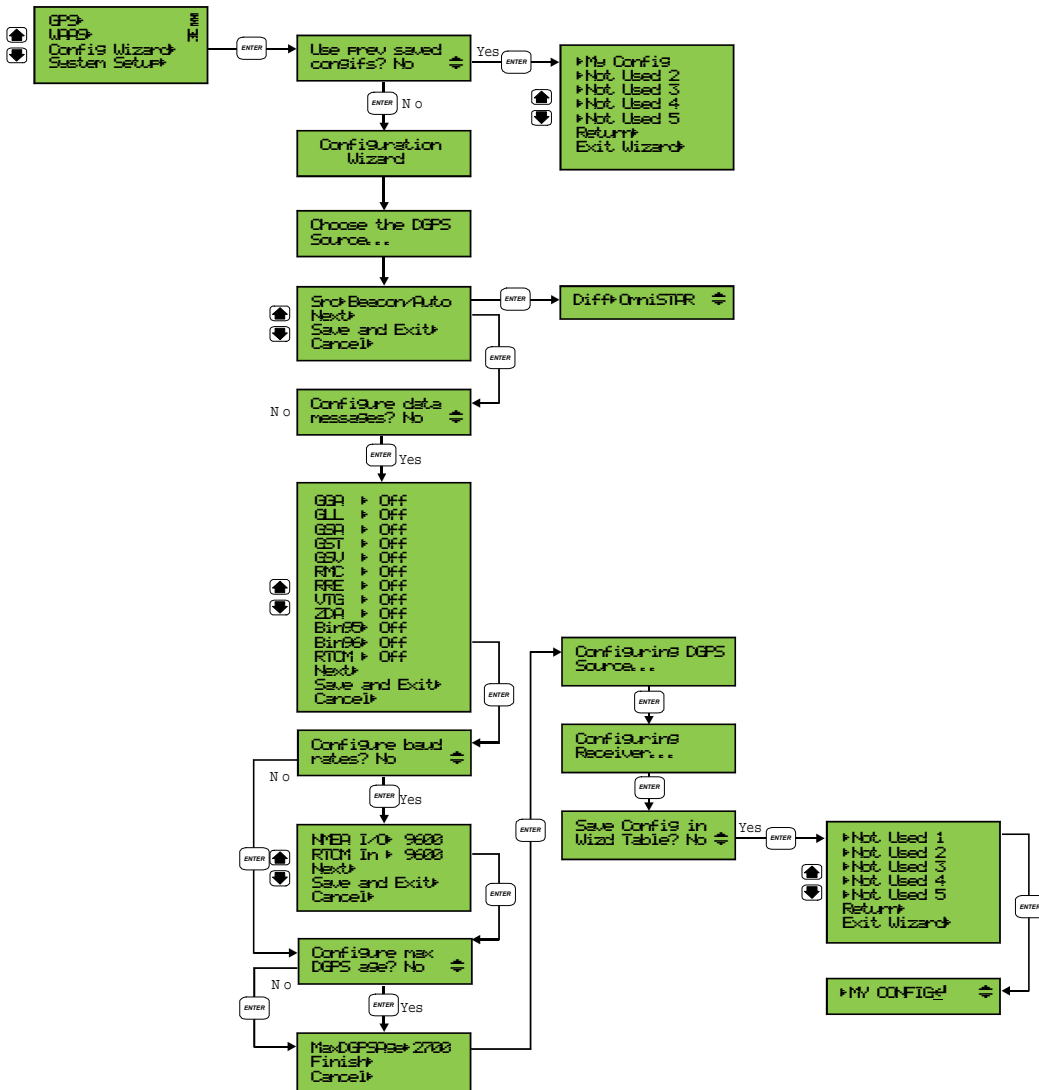 GPS
WAAS
Config Wizard
System Setup
ENTER
Use prev saved
congifs? No
Yes
ENTER
My Config
Not Used 2
Not Used 3
Not Used 4
Not Used 5
Return
Exit Wizard
ENTER
No
Configuration
Wizard
Choose the DGPS
Source...
Src Beacon/Auto
Next
Save and Exit
Cancel
ENTER
Diff OmniSTAR
ENTER
No
Configure data
messages? No
ENTER
Yes
GGA Off
GLL Off
GSA Off
GST Off
GSV Off
RMC Off
RRE Off
VTG Off
ZDA Off
Bin95 Off
Bin96 Off
RTCM Off
Next
Save and Exit
Cancel
ENTER
Configure baud
rates? No
No
ENTER
Yes
ENTER
NMEA I/O 9600
RTCM In 9600
Next
Save and Exit
Cancel
ENTER
Configure max
DGPS age? No
No
ENTER
ENTER
Yes
MaxDGPSAge 2700
Finish
Cancel
ENTER
Configuring DGPS
Source...
ENTER
Configuring
Receiver...
ENTER
Save Config in
Wizd Table? No
Yes
ENTER
Not Used 1
Not Used 2
Not Used 3
Not Used 4
Not Used 5
Return
Exit Wizard
ENTER
MY CONFIG